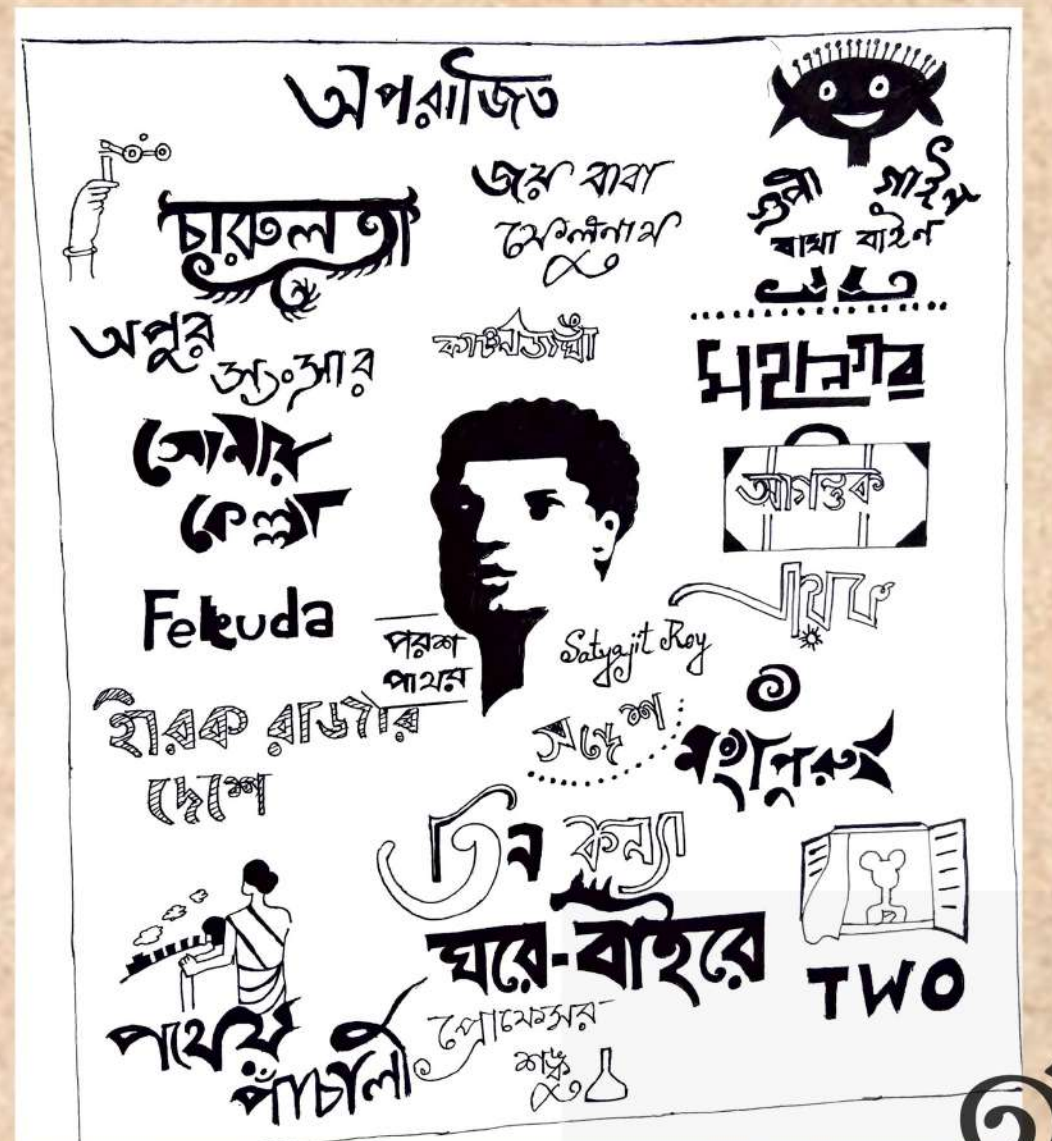 অপরাজিত
জয় বাবা
ফেলুনাথ
গুপী গাইন
বাঘা বাইন
চারুলতা
অপুর
সংসার
কাঞ্চনজঙ্ঘা
মহানগর
সোনার
কেল্লা
আগন্তুক
নায়ক
Feluda
পরশ
পাথর
Satyajit Ray
হীরক রাজার
দেশে
সন্দেশ
মহাপুরুষ
তিন কন্যা
ঘরে-বাইরে
TWO
পথের
পাঁচালী
প্রোফেসর
শঙ্কু